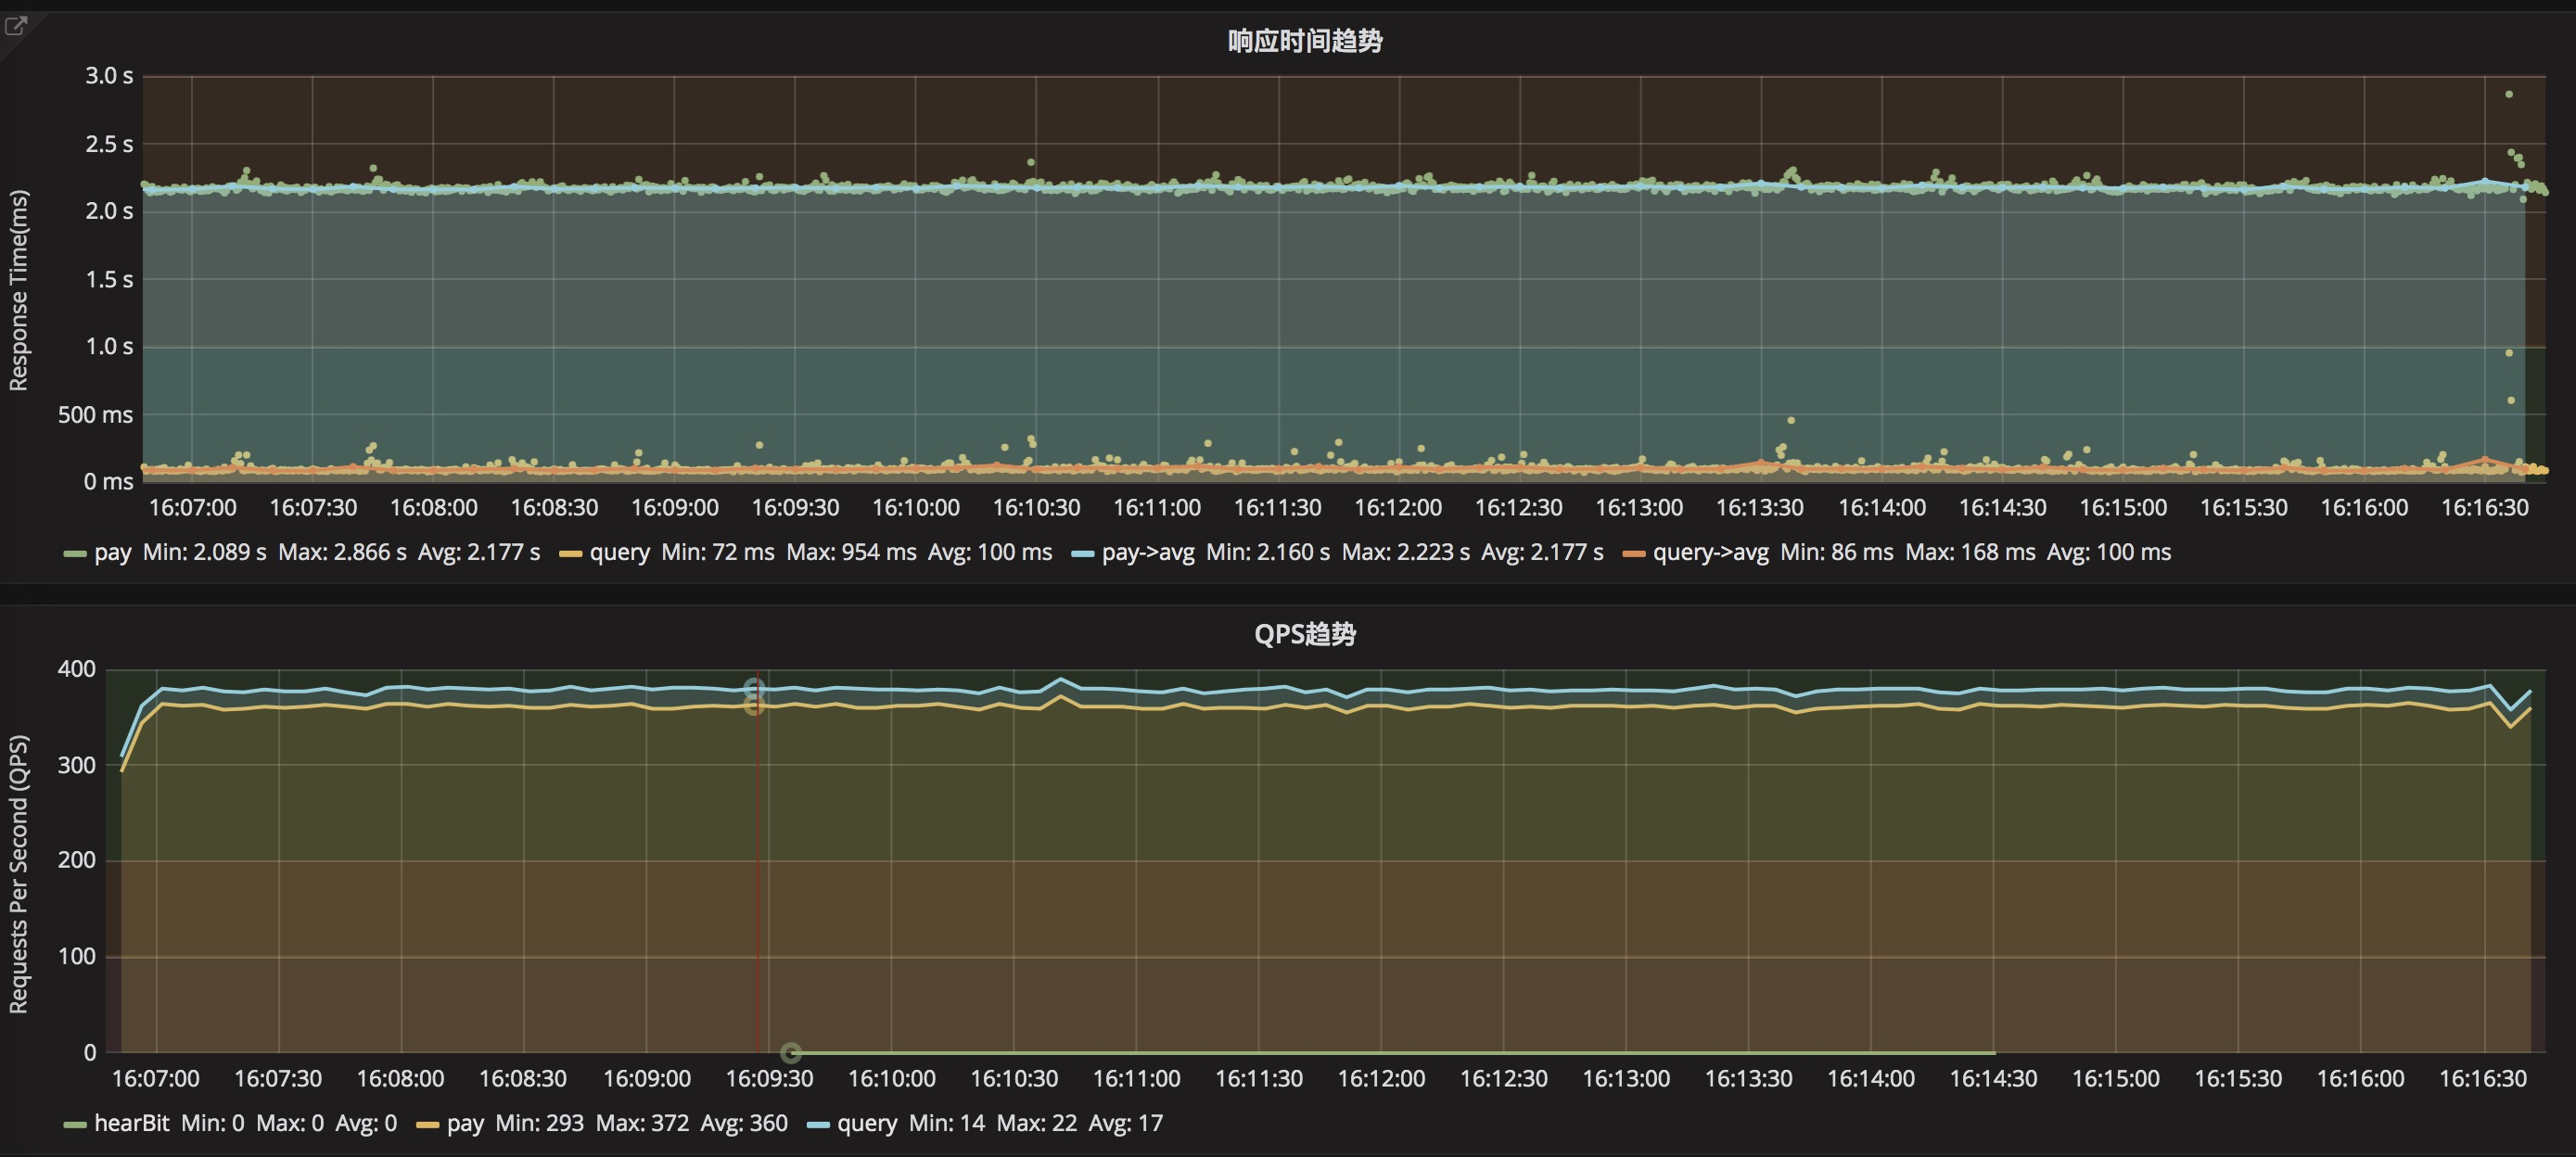 响应时间趋势
3.0 s
2.5 s
2.0 s
1.5 s
1.0 s
500 ms
0 ms
Response Time(ms)
16:07:00 16:07:30 16:08:00 16:08:30 16:09:00 16:09:30 16:10:00 16:10:30 16:11:00 16:11:30 16:12:00 16:12:30 16:13:00 16:13:30 16:14:00 16:14:30 16:15:00 16:15:30 16:16:00 16:16:30
pay Min: 2.089 s Max: 2.866 s Avg: 2.177 s query Min: 72 ms Max: 954 ms Avg: 100 ms pay->avg Min: 2.160 s Max: 2.223 s Avg: 2.177 s query->avg Min: 86 ms Max: 168 ms Avg: 100 ms
QPS趋势
400
300
200
100
0
Requests Per Second (QPS)
16:07:00 16:07:30 16:08:00 16:08:30 16:09:00 16:09:30 16:10:00 16:10:30 16:11:00 16:11:30 16:12:00 16:12:30 16:13:00 16:13:30 16:14:00 16:14:30 16:15:00 16:15:30 16:16:00 16:16:30
hearBit Min: 0 Max: 0 Avg: 0 pay Min: 293 Max: 372 Avg: 360 query Min: 14 Max: 22 Avg: 17